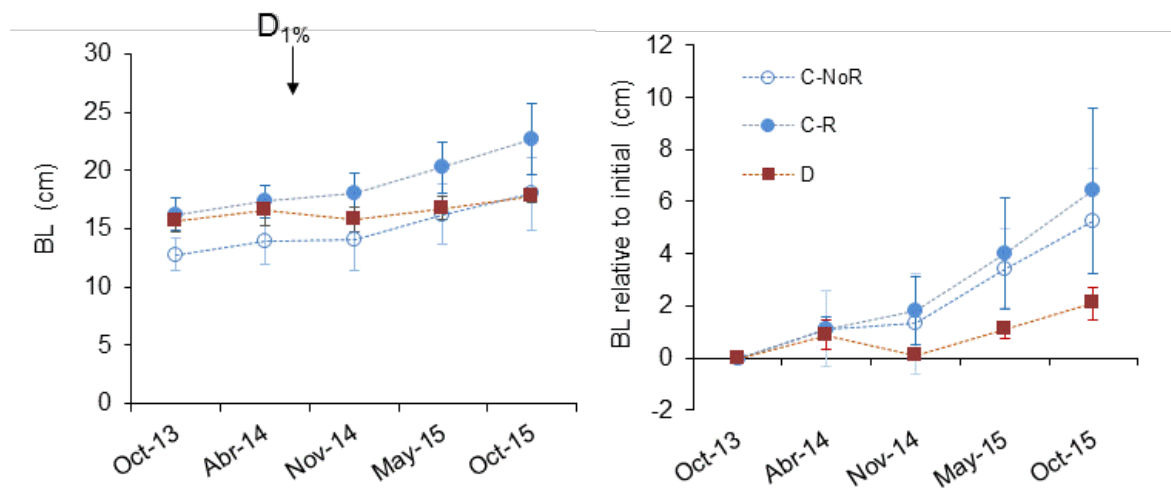 D1%
BL (cm)
30
25
20
15
10
5
0
Oct-13
Abr-14
Nov-14
May-15
Oct-15
BL relative to initial (cm)
12
10
8
6
4
2
0
-2
C-NoR
C-R
D
Oct-13
Abr-14
Nov-14
May-15
Oct-15